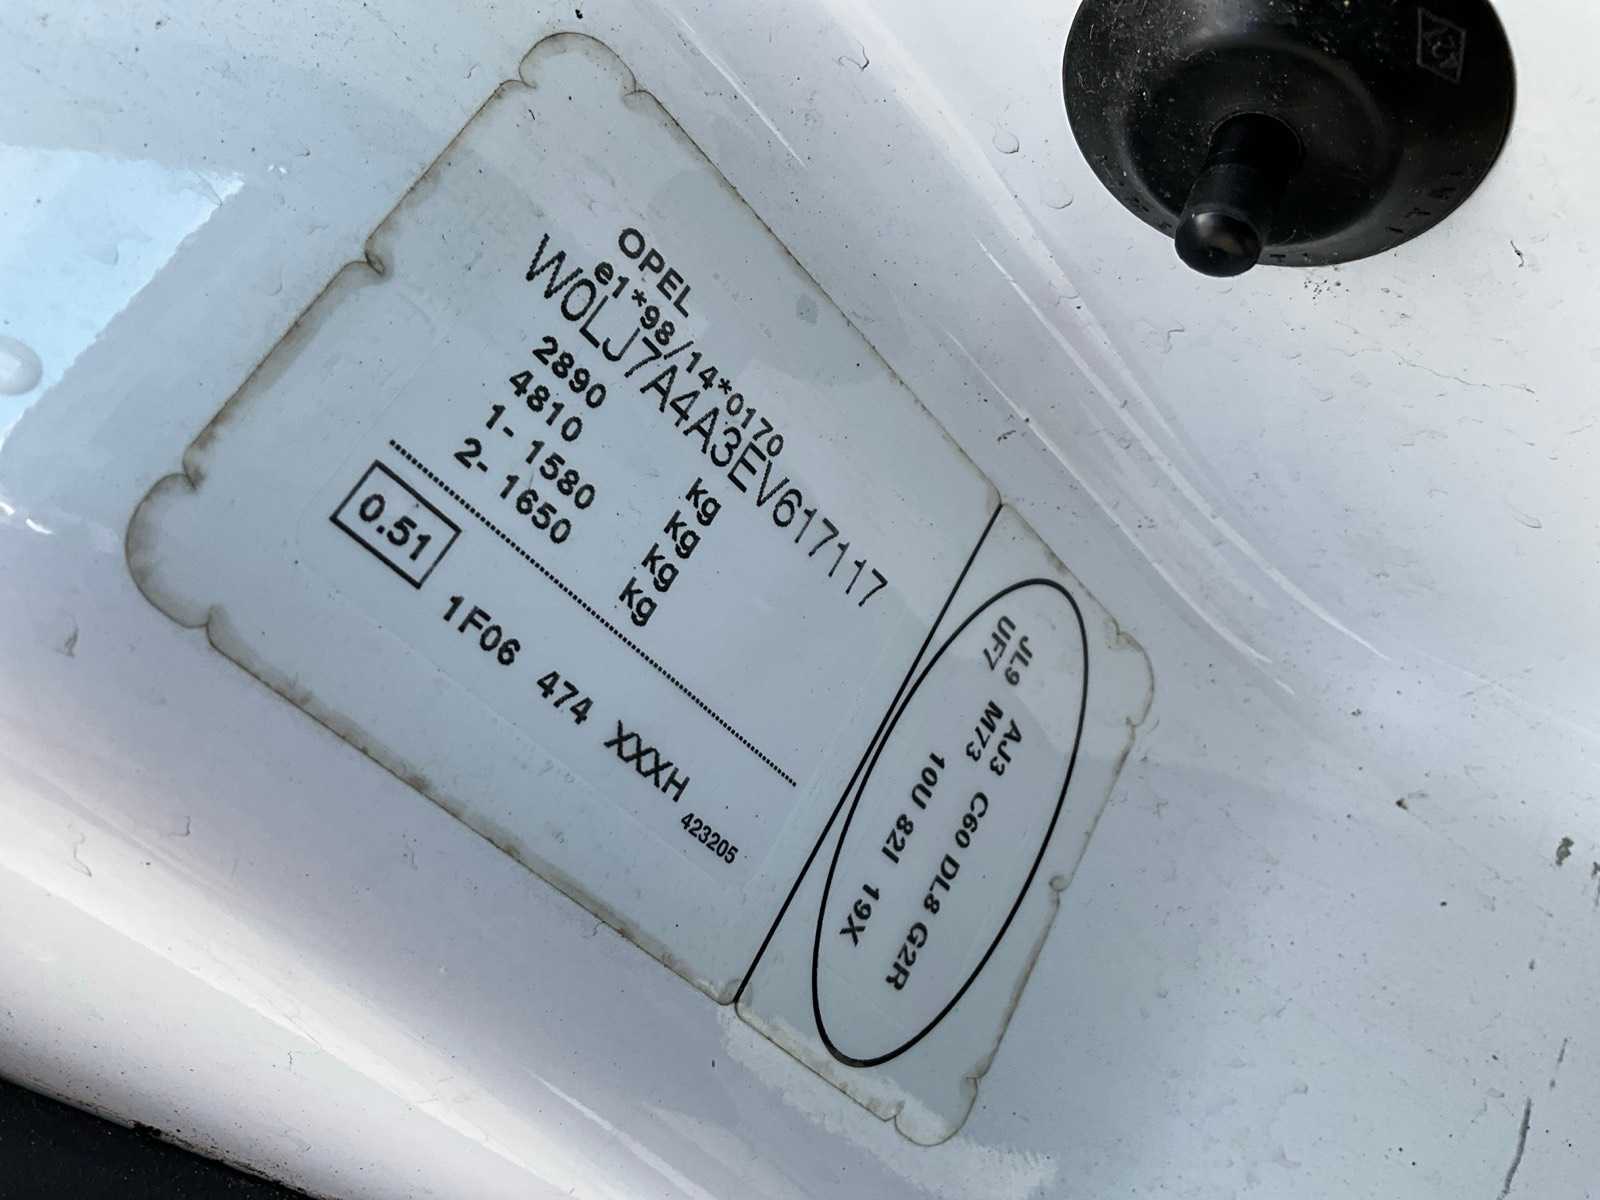 OPEL
e1*98/14*0170
W0LJ7A4A3EV617117
2890 kg
4810 kg
1- 1580 kg
2- 1650 kg
0.51
1F06 474 XXXH
423205
JL9 AJ3 C60 DL8 G2R
UF7 M73 10U 82I 19X